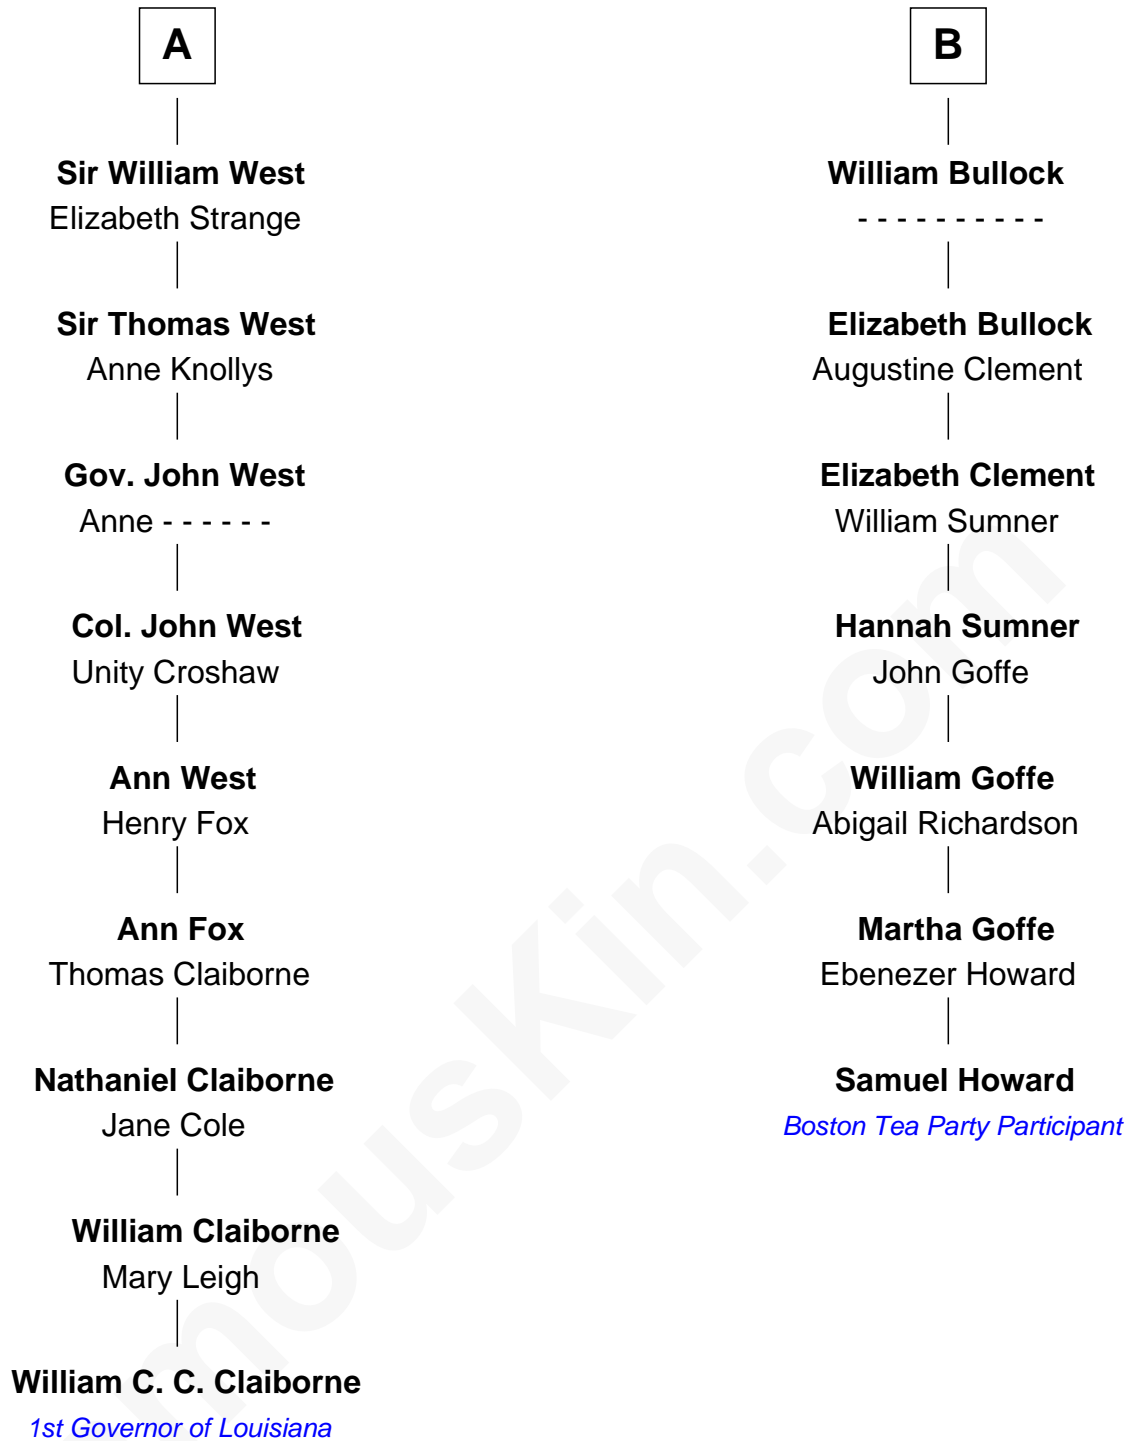 A
Sir William West
Elizabeth Strange
Sir Thomas West
Anne Knollys
Gov. John West
Anne - - - - - -
Col. John West
Unity Croshaw
Ann West
Henry Fox
Ann Fox
Thomas Claiborne
Nathaniel Claiborne
Jane Cole
William Claiborne
Mary Leigh
William C. C. Claiborne
1st Governor of Louisiana
B
William Bullock
- - - - - - - - - -
Elizabeth Bullock
Augustine Clement
Elizabeth Clement
William Sumner
Hannah Sumner
John Goffe
William Goffe
Abigail Richardson
Martha Goffe
Ebenezer Howard
Samuel Howard
Boston Tea Party Participant
mousKin.com